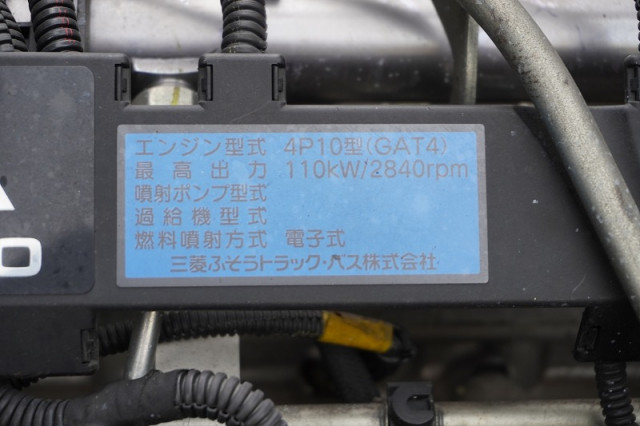 エンジン型式 4P10型(GAT4)
最高出力 110kW/2840rpm
噴射ポンプ型式
過給機型式
燃料噴射方式 電子式
三菱ふそうトラック・バス株式会社